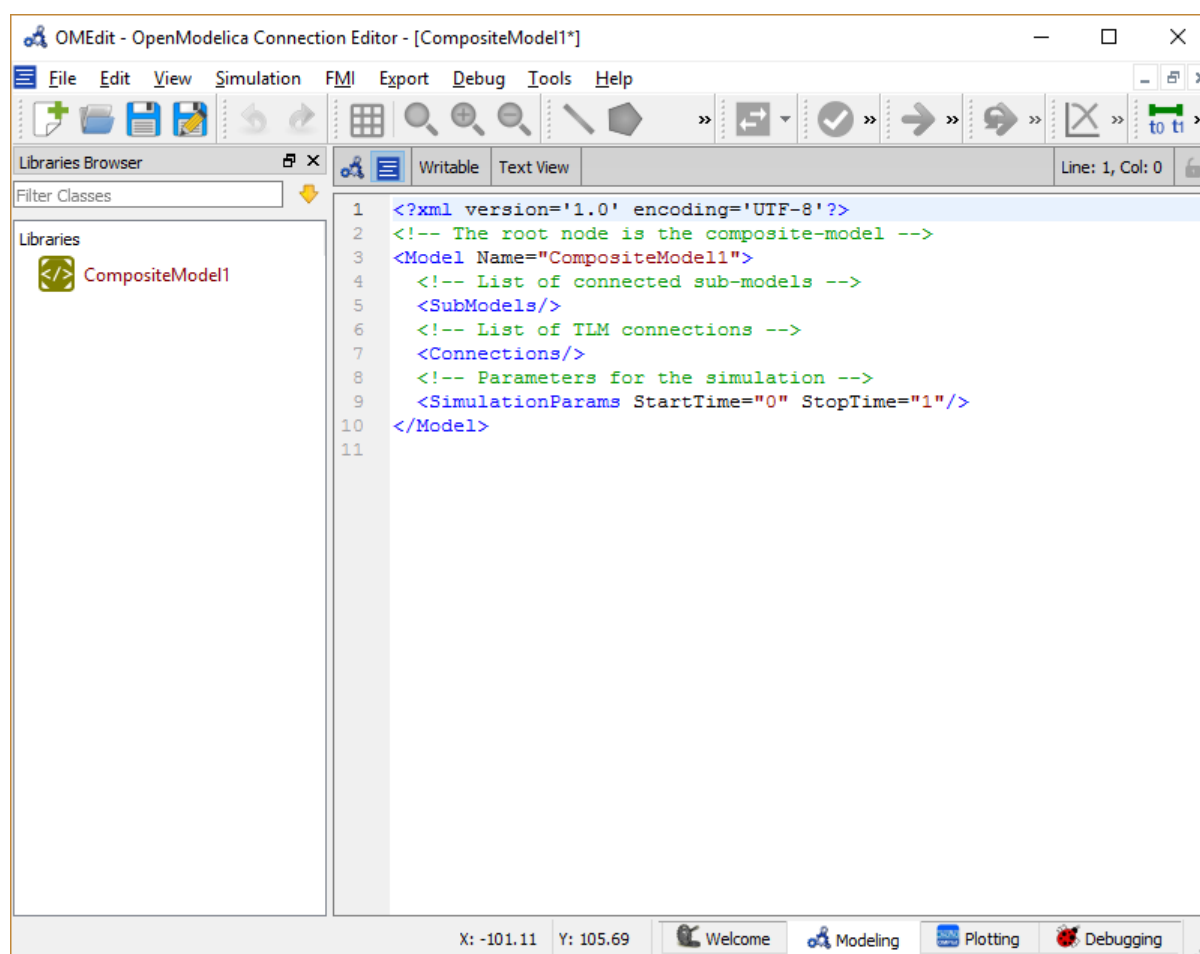 OMEdit - OpenModelica Connection Editor - [CompositeModel1*]
File Edit View Simulation FMI Export Debug Tools Help
» » » » » t0 t1 »
Libraries Browser
Writable Text View Line: 1, Col: 0
Filter Classes
Libraries
</> CompositeModel1
1 <?xml version='1.0' encoding='UTF-8'?>
2 <!-- The root node is the composite-model -->
3 <Model Name="CompositeModel1">
4 <!-- List of connected sub-models -->
5 <SubModels/>
6 <!-- List of TLM connections -->
7 <Connections/>
8 <!-- Parameters for the simulation -->
9 <SimulationParams StartTime="0" StopTime="1"/>
10 </Model>
11
X: -101.11 Y: 105.69 Welcome Modeling Plotting Debugging